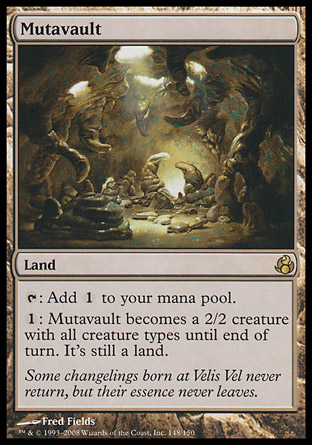 Mutavault
Land
: Add 1 to your mana pool.
1 : Mutavault becomes a 2/2 creature
with all creature types until end of
turn. It's still a land.
Some changelings born at Velis Vel never
return, but their essence never leaves.
Fred Fields
™ & © 1993–2008 Wizards of the Coast, Inc. 148/150